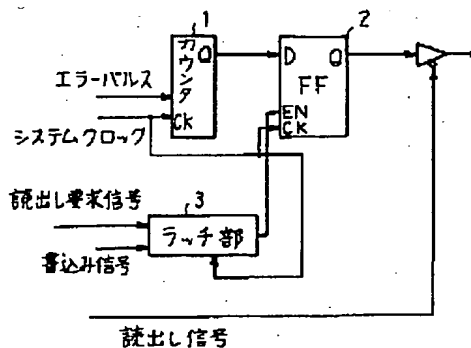 1
カウンタ
Q
CK
2
D
Q
FF
EN
CK
エラーパルス
システムクロック
読出し要求信号
書込み信号
3
ラッチ部
読出し信号